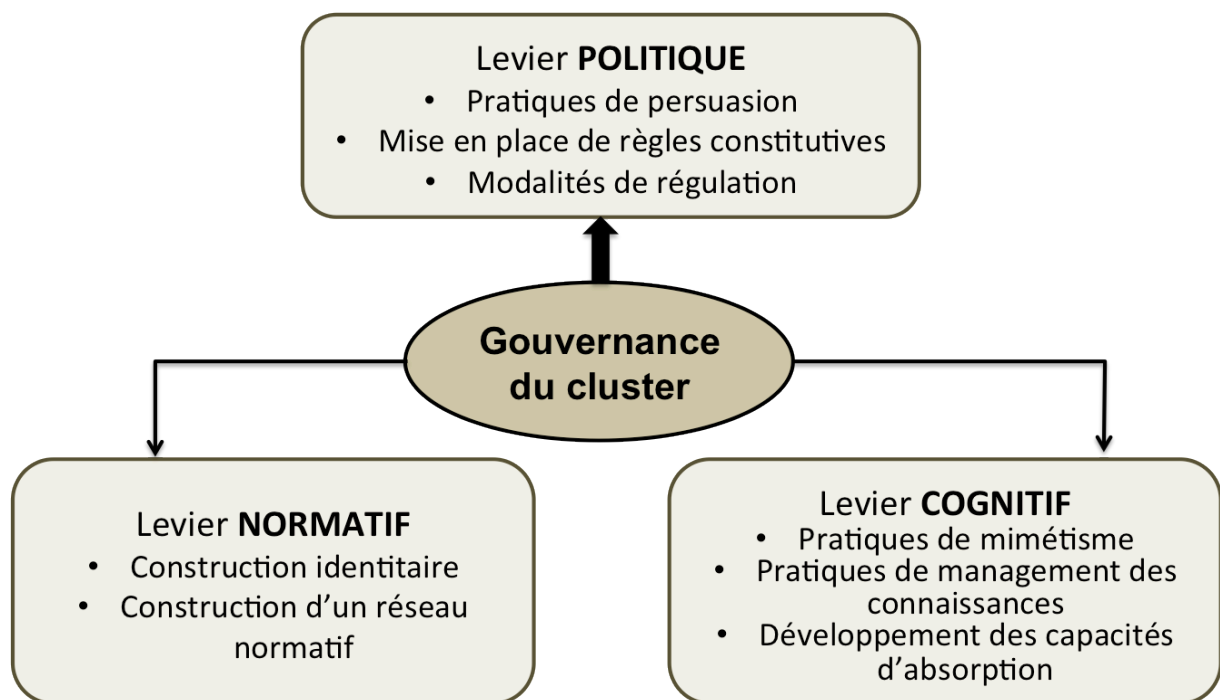 Levier POLITIQUE
• Pratiques de persuasion
• Mise en place de règles constitutives
• Modalités de régulation
Gouvernance
du cluster
Levier NORMATIF
• Construction identitaire
• Construction d’un réseau
normatif
Levier COGNITIF
• Pratiques de mimétisme
• Pratiques de management des
connaissances
• Développement des capacités
d’absorption